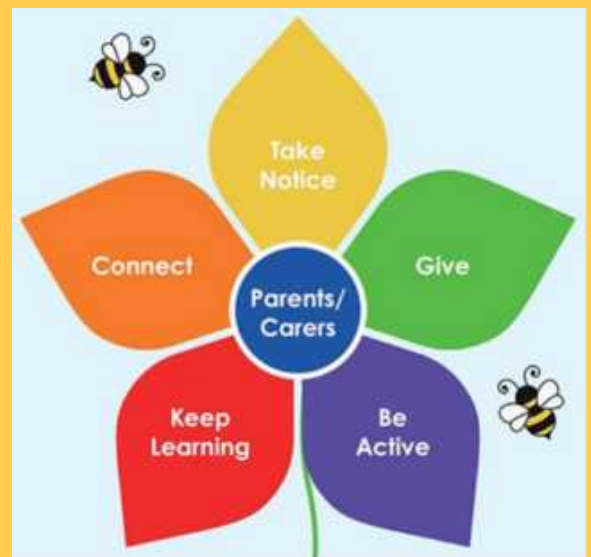 Take
Notice
Connect
Give
Parents/
Carers
Keep
Learning
Be
Active